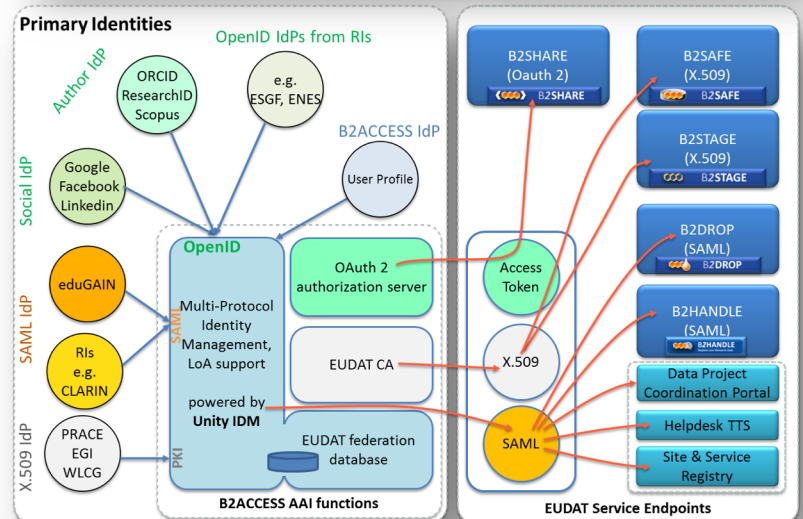 Primary Identities
Author IdP
ORCID
ResearchID
Scopus
OpenID IdPs from RIs
e.g.
ESGF, ENES
B2ACCESS IdP
User Profile
Social IdP
Google
Facebook
Linkedin
SAML IdP
eduGAIN
RIs
e.g.
CLARIN
X.509 IdP
PRACE
EGI
WLCG
OpenID
SAML
PKI
Multi-Protocol
Identity
Management,
LoA support
powered by
Unity IDM
OAuth 2
authorization server
EUDAT CA
EUDAT federation
database
B2ACCESS AAI functions
Access
Token
X.509
SAML
B2SHARE
(Oauth 2)
B2SHARE
B2SAFE
(X.509)
B2SAFE
B2STAGE
(X.509)
B2STAGE
B2DROP
(SAML)
B2DROP
B2HANDLE
(SAML)
B2HANDLE
Data Project
Coordination Portal
Helpdesk TTS
Site & Service
Registry
EUDAT Service Endpoints